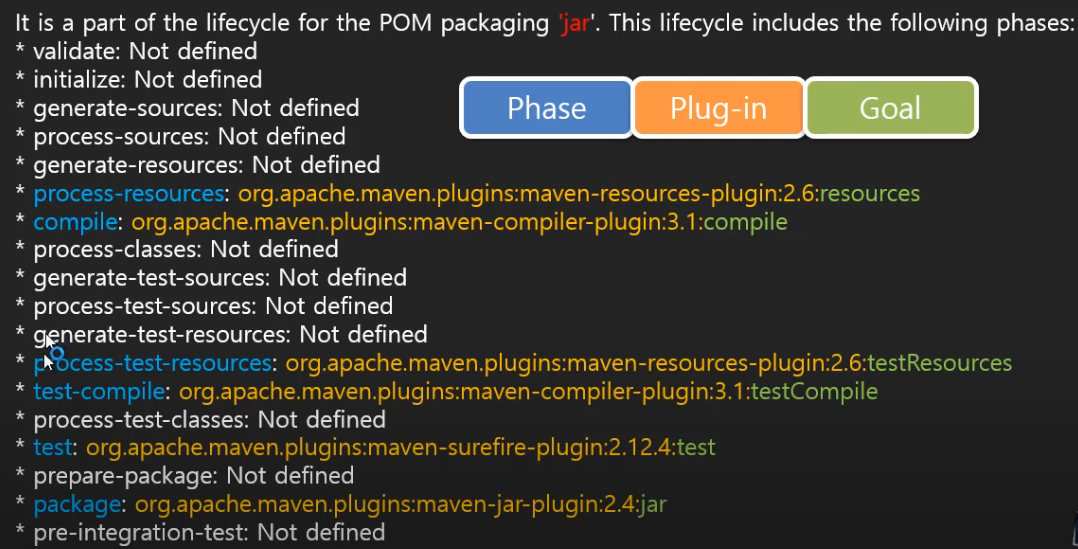 It is a part of the lifecycle for the POM packaging 'jar'. This lifecycle includes the following phases:
* validate: Not defined
* initialize: Not defined
* generate-sources: Not defined
Phase Plug-in Goal
* process-sources: Not defined
* generate-resources: Not defined
* process-resources: org.apache.maven.plugins:maven-resources-plugin:2.6:resources
* compile: org.apache.maven.plugins:maven-compiler-plugin:3.1:compile
* process-classes: Not defined
* generate-test-sources: Not defined
* process-test-sources: Not defined
* generate-test-resources: Not defined
* process-test-resources: org.apache.maven.plugins:maven-resources-plugin:2.6:testResources
* test-compile: org.apache.maven.plugins:maven-compiler-plugin:3.1:testCompile
* process-test-classes: Not defined
* test: org.apache.maven.plugins:maven-surefire-plugin:2.12.4:test
* prepare-package: Not defined
* package: org.apache.maven.plugins:maven-jar-plugin:2.4:jar
* pre-integration-test: Not defined